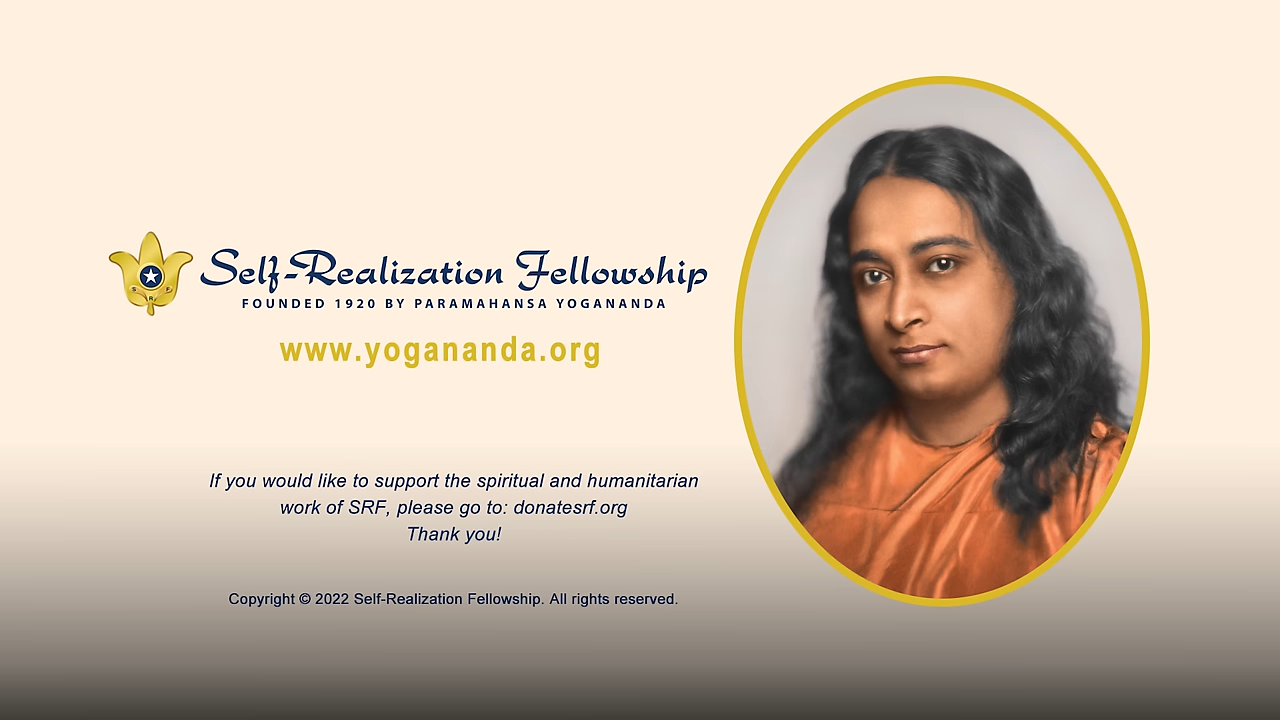 Self-Realization Fellowship
FOUNDED 1920 BY PARAMAHANSA YOGANANDA
S R F
www.yogananda.org
If you would like to support the spiritual and humanitarian
work of SRF, please go to: donatesrf.org
Thank you!
Copyright © 2022 Self-Realization Fellowship. All rights reserved.